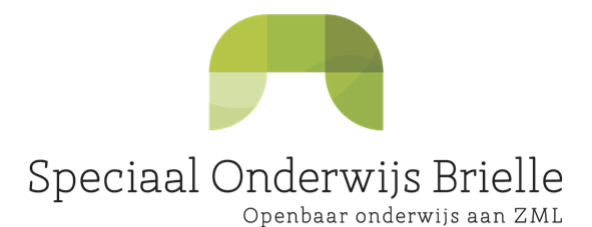 Speciaal Onderwijs Brielle
Openbaar onderwijs aan ZML